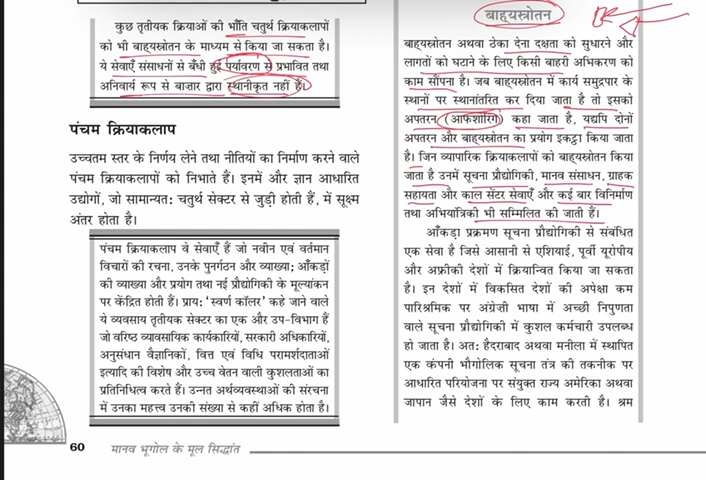 कुछ तृतीयक क्रियाओं की भाँति चतुर्थ क्रियाकलापों
को भी बाह्यस्रोतन के माध्यम से किया जा सकता है।
ये सेवाएँ संसाधनों से बँधी हुई पर्यावरण से प्रभावित तथा
अनिवार्य रूप से बाज़ार द्वारा स्थानीकृत नहीं है।
पंचम क्रियाकलाप
उच्चतम स्तर के निर्णय लेने तथा नीतियों का निर्माण करने वाले
पंचम क्रियाकलापों को निभाते हैं। इनमें और ज्ञान आधारित
उद्योगों, जो सामान्यत: चतुर्थ सेक्टर से जुड़ी होती हैं, में सूक्ष्म
अंतर होता है।
पंचम क्रियाकलाप वे सेवाएँ हैं जो नवीन एवं वर्तमान
विचारों की रचना, उनके पुनर्गठन और व्याख्या; आँकड़ों
की व्याख्या और प्रयोग तथा नई प्रौद्योगिकी के मूल्यांकन
पर केंद्रित होती हैं। प्राय: 'स्वर्ण कॉलर' कहे जाने वाले
ये व्यवसाय तृतीयक सेक्टर का एक और उप-विभाग हैं
जो वरिष्ठ व्यावसायिक कार्यकारियों, सरकारी अधिकारियों,
अनुसंधान वैज्ञानिकों, वित्त एवं विधि परामर्शदाताओं
इत्यादि की विशेष और उच्च वेतन वाली कुशलताओं का
प्रतिनिधित्व करते हैं। उन्नत अर्थव्यवस्थाओं की संरचना
में उनका महत्त्व उनकी संख्या से कहीं अधिक होता है।
60 मानव भूगोल के मूल सिद्धांत
बाह्यस्रोतन
बाह्यस्रोतन अथवा ठेका देना दक्षता को सुधारने और
लागतों को घटाने के लिए किसी बाहरी अभिकरण को
काम सौंपना है। जब बाह्यस्रोतन में कार्य समुद्रपार के
स्थानों पर स्थानांतरित कर दिया जाता है तो इसको
अपतरन (आफशोरिंग) कहा जाता है, यद्यपि दोनों
अपतरन और बाह्यस्रोतन का प्रयोग इकट्ठा किया जाता
है। जिन व्यापारिक क्रियाकलापों को बाह्यस्रोतन किया
जाता है उनमें सूचना प्रौद्योगिकी, मानव संसाधन, ग्राहक
सहायता और काल सेंटर सेवाएँ और कई बार विनिर्माण
तथा अभियांत्रिकी भी सम्मिलित की जाती हैं।
आँकड़ा प्रक्रमण सूचना प्रौद्योगिकी से संबंधित
एक सेवा है जिसे आसानी से एशियाई, पूर्वी यूरोपीय
और अफ्रीकी देशों में क्रियान्वित किया जा सकता
है। इन देशों में विकसित देशों की अपेक्षा कम
पारिश्रमिक पर अंग्रेज़ी भाषा में अच्छी निपुणता
वाले सूचना प्रौद्योगिकी में कुशल कर्मचारी उपलब्ध
हो जाता है। अत: हैदराबाद अथवा मनीला में स्थापित
एक कंपनी भौगोलिक सूचना तंत्र की तकनीक पर
आधारित परियोजना पर संयुक्त राज्य अमेरिका अथवा
जापान जैसे देशों के लिए काम करती है। श्रम